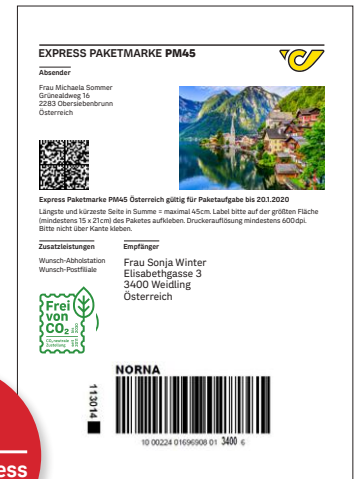 EXPRESS PAKETMARKE PM45
Absender
Frau Michaela Sommer
Grünealdweg 16
2283 Obersiebenbrunn
Österreich
Express Paketmarke PM45 Österreich gültig für Paketaufgabe bis 20.1.2020
Längste und kürzeste Seite in Summe = maximal 45cm. Label bitte auf der größten Fläche
(mindestens 15 x 21cm) des Paketes aufkleben. Druckerauflösung mindestens 600dpi.
Bitte nicht über Kante kleben.
Zusatzleistungen
Wunsch-Abholstation
Wunsch-Postfiliale
Empfänger
Frau Sonja Winter
Elisabethgasse 3
3400 Weidling
Österreich
Frei
von
CO2
CO2 neutrale
Zustellung
NORNA
113014
10 00224 01696908 01 3400 6
ess